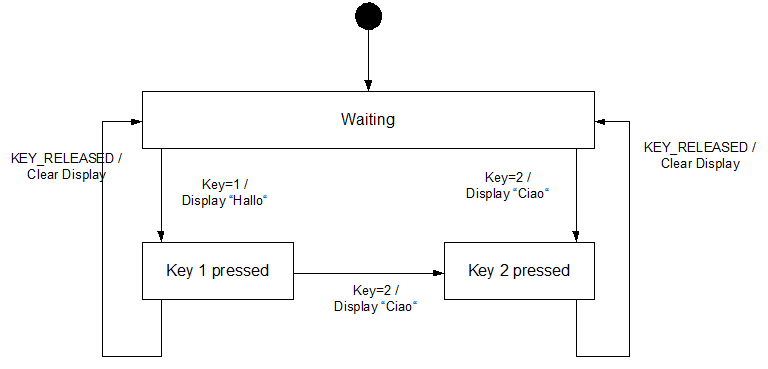 Waiting
KEY_RELEASED /
Clear Display
KEY_RELEASED /
Clear Display
Key=1 /
Display “Hallo“
Key=2 /
Display “Ciao“
Key 1 pressed
Key 2 pressed
Key=2 /
Display “Ciao“